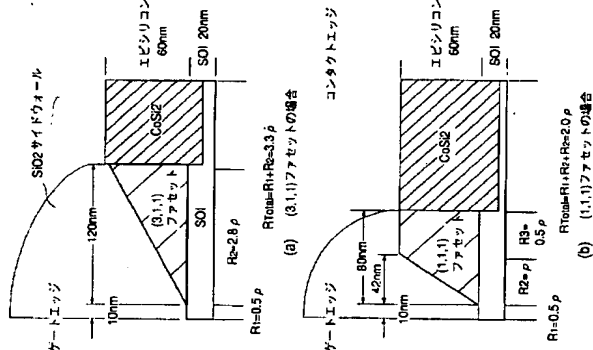 SiO2サイドウォール
ゲートエッジ
120nm
10nm
(3,1,1)
ファセット
CoSi2
エピシリコン
60nm
SOI
SOI 20nm
R1=0.5ρ
R2=2.8ρ
RTotal=R1+R2=3.3ρ
(a) (3,1,1)ファセットの場合
コンタクトエッジ
ゲートエッジ
80nm
42nm
10nm
(1,1,1)
ファセット
CoSi2
エピシリコン
60nm
SOI 20nm
R1=0.5ρ
R2=ρ
R3=
0.5ρ
RTotal=R1+R2+R2=2.0ρ
(b) (1,1,1)ファセットの場合